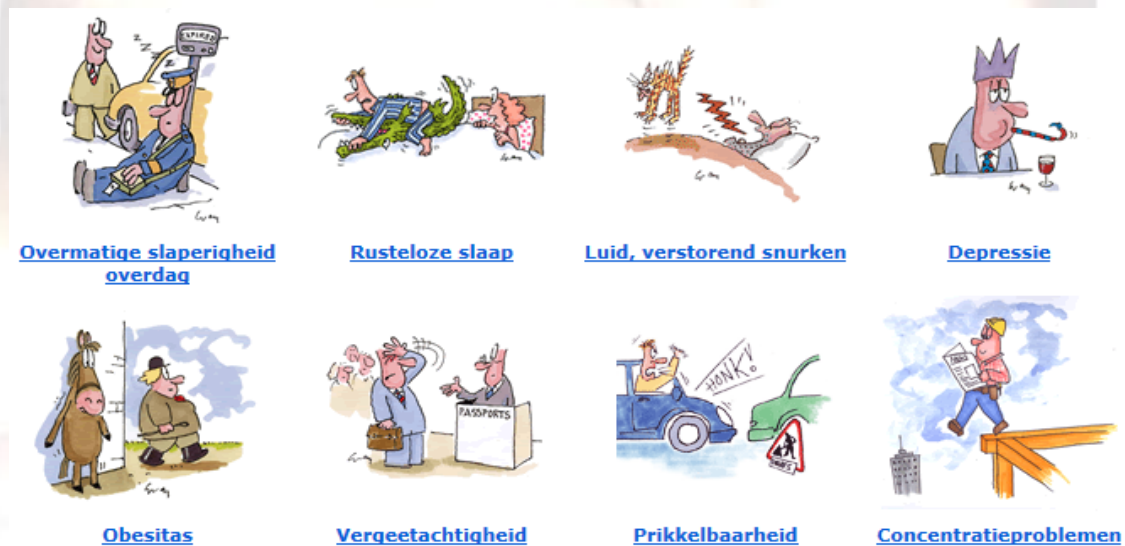 EXPIRED
z z z z
Overmatige slaperigheid
overdag
Rusteloze slaap
Luid, verstorend snurken
Depressie
PASSPORTS
HONK!
Obesitas
Vergeetachtigheid
Prikkelbaarheid
Concentratieproblemen